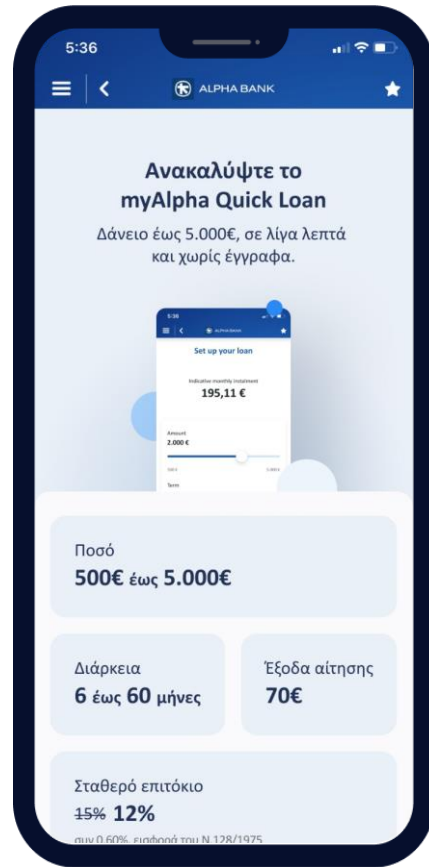 5:36
ALPHA BANK
Ανακαλύψτε το
myAlpha Quick Loan
Δάνειο έως 5.000€, σε λίγα λεπτά
και χωρίς έγγραφα.
5:36
ALPHA BANK
Set up your loan
Indicative monthly instalment
195,11 €
Amount
2.000 €
Term
Ποσό
500€ έως 5.000€
Διάρκεια
6 έως 60 μήνες
Έξοδα αίτησης
70€
Σταθερό επιτόκιο
15% 12%
συν 0,60%, εισφορά του Ν.128/1975